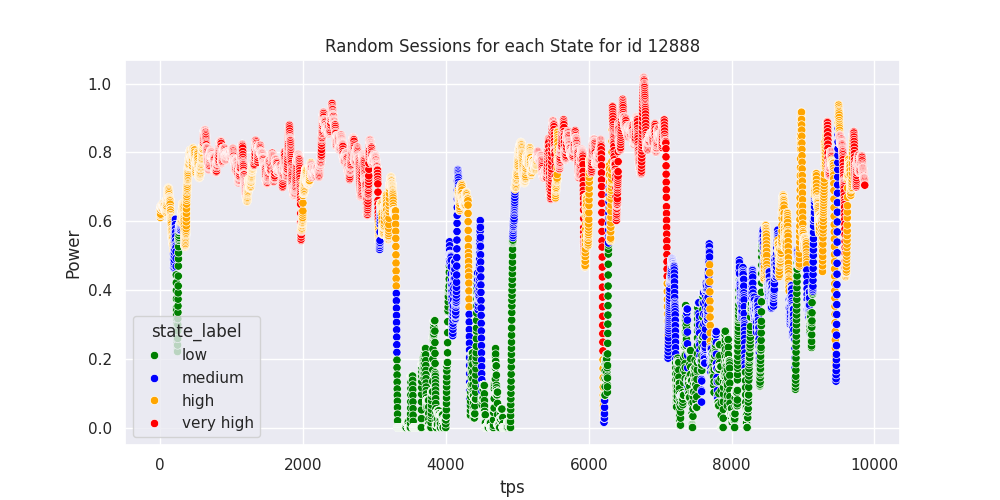 Random Sessions for each State for id 12888
1.0
0.8
0.6
0.4
0.2
0.0
Power
state_label
low
medium
high
very high
0 2000 4000 6000 8000 10000
tps